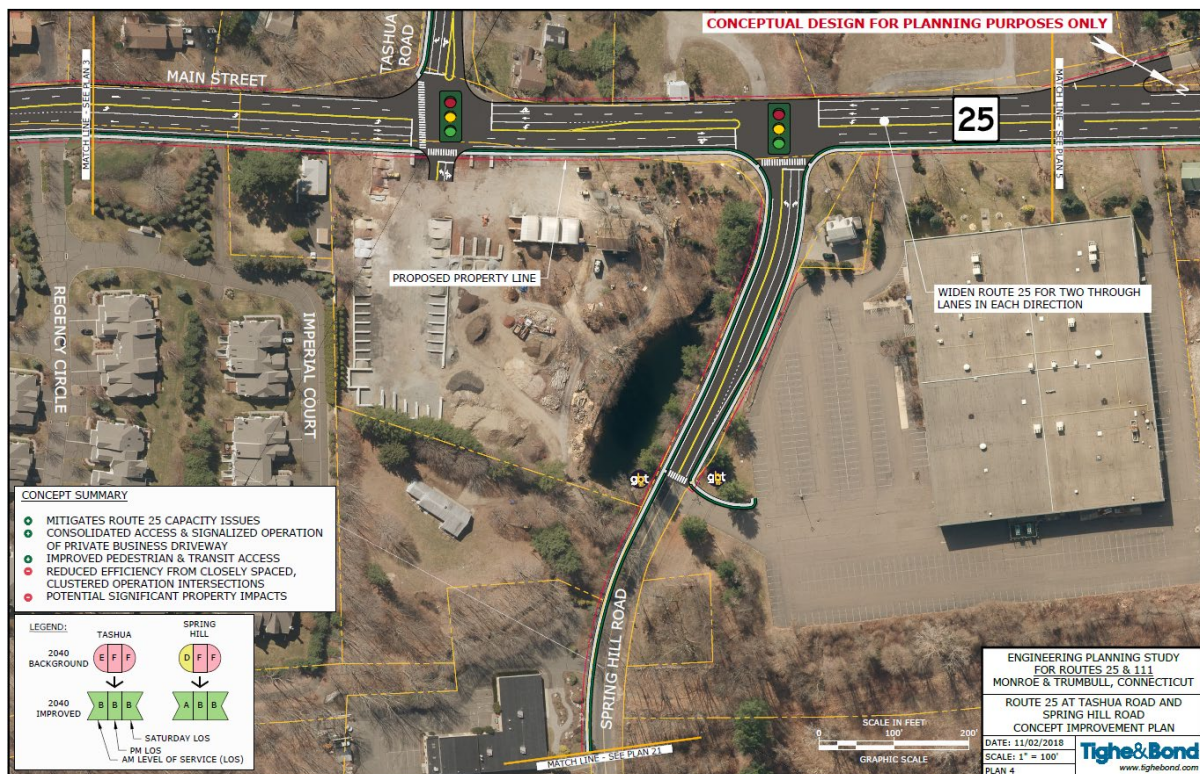 CONCEPTUAL DESIGN FOR PLANNING PURPOSES ONLY
TASHUA
ROAD
MAIN STREET
MATCH LINE - SEE PLAN 3
MATCH LINE - SEE PLAN 5
N
25
PROPOSED PROPERTY LINE
WIDEN ROUTE 25 FOR TWO THROUGH
LANES IN EACH DIRECTION
REGENCY CIRCLE
IMPERIAL COURT
gbt
gbt
SPRING HILL ROAD
CONCEPT SUMMARY
MITIGATES ROUTE 25 CAPACITY ISSUES
CONSOLIDATED ACCESS & SIGNALIZED OPERATION
OF PRIVATE BUSINESS DRIVEWAY
IMPROVED PEDESTRIAN & TRANSIT ACCESS
REDUCED EFFICIENCY FROM CLOSELY SPACED,
CLUSTERED OPERATION INTERSECTIONS
POTENTIAL SIGNIFICANT PROPERTY IMPACTS
LEGEND:
TASHUA
SPRING
HILL
2040
BACKGROUND
E F F
D F F
2040
IMPROVED
B B B
A B B
SATURDAY LOS
PM LOS
AM LEVEL OF SERVICE (LOS)
MATCH LINE - SEE PLAN 21
SCALE IN FEET
0 100' 200'
GRAPHIC SCALE
ENGINEERING PLANNING STUDY
FOR ROUTES 25 & 111
MONROE & TRUMBULL, CONNECTICUT
ROUTE 25 AT TASHUA ROAD AND
SPRING HILL ROAD
CONCEPT IMPROVEMENT PLAN
DATE: 11/02/2018
SCALE: 1" = 100'
PLAN 4
Tighe&Bond
www.tighebond.com